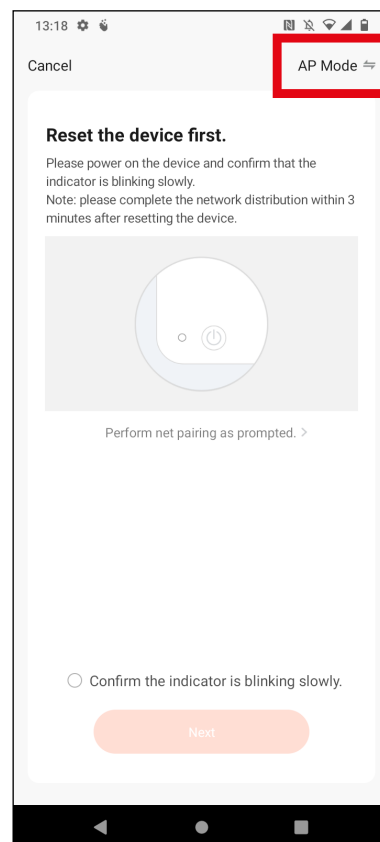 13:18
Cancel
AP Mode
Reset the device first.
Please power on the device and confirm that the
indicator is blinking slowly.
Note: please complete the network distribution within 3
minutes after resetting the device.
Perform net pairing as prompted. >
Confirm the indicator is blinking slowly.
Next